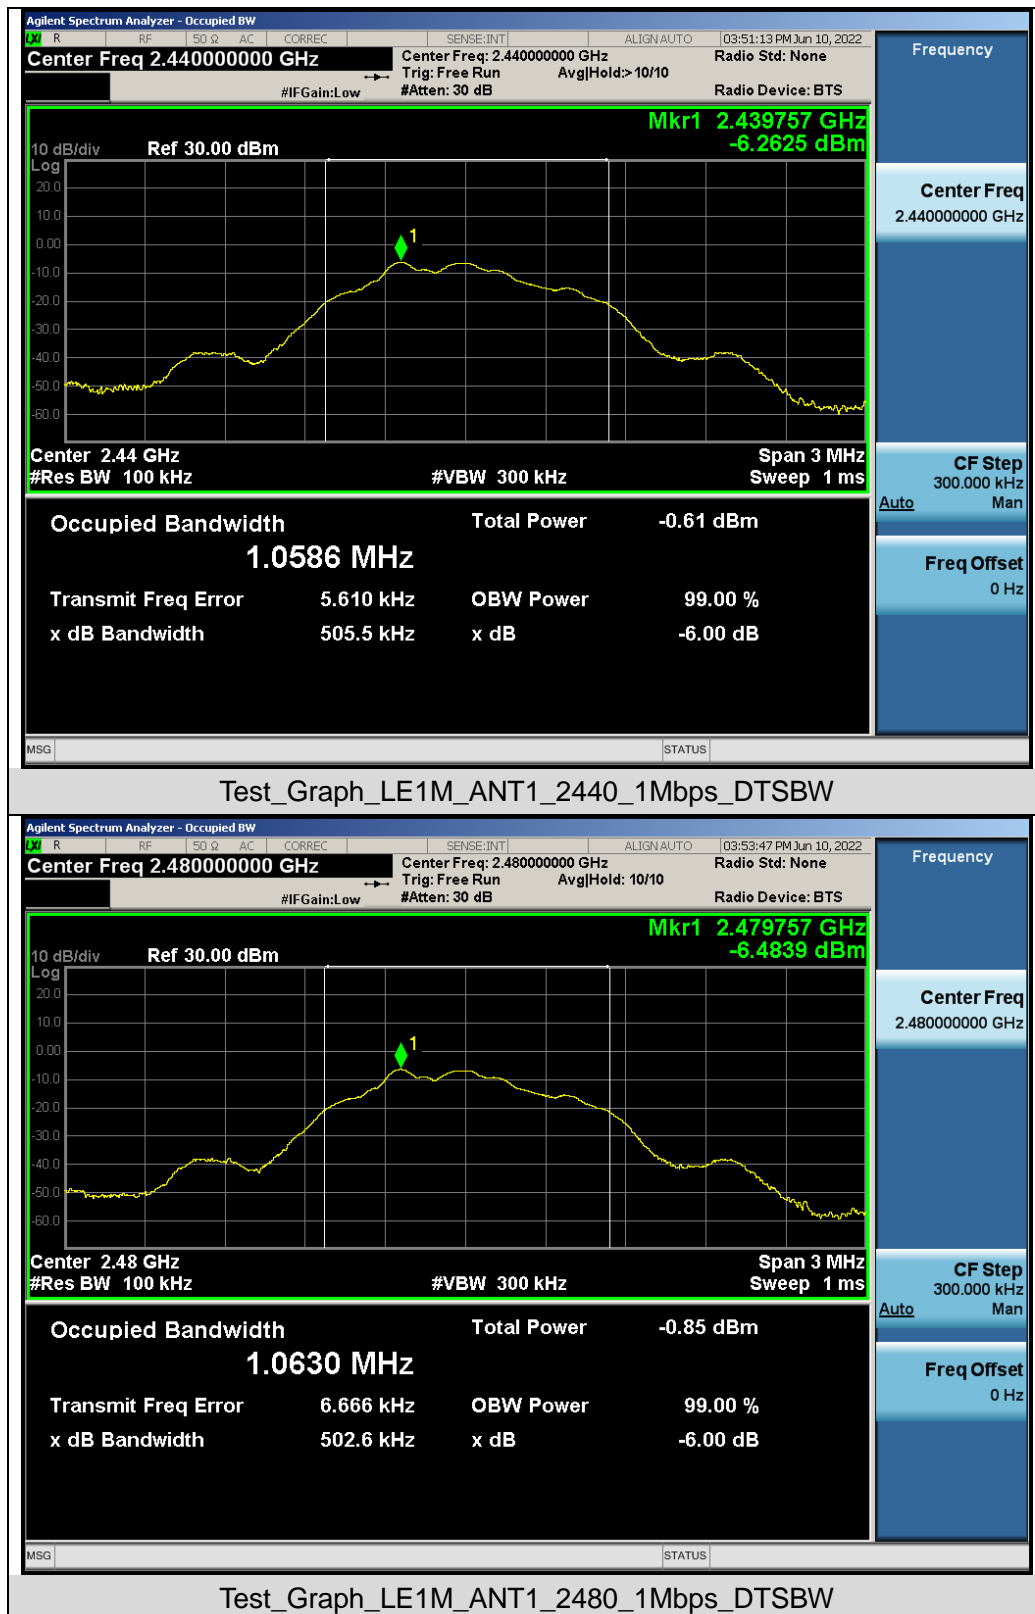 Agilent Spectrum Analyzer - Occupied BW
LXI R RF 50 Ω AC CORREC SENSE:INT ALIGN AUTO 03:51:13 PM Jun 10, 2022
Center Freq 2.440000000 GHz
Center Freq: 2.440000000 GHz Radio Std: None
Trig: Free Run Avg|Hold:> 10/10
#IFGain:Low #Atten: 30 dB Radio Device: BTS
Mkr1 2.439757 GHz
-6.2625 dBm
10 dB/div Ref 30.00 dBm
Log
20.0
10.0
0.00
-10.0
-20.0
-30.0
-40.0
-50.0
-60.0
1
Center 2.44 GHz Span 3 MHz
#Res BW 100 kHz #VBW 300 kHz Sweep 1 ms
Occupied Bandwidth Total Power -0.61 dBm
1.0586 MHz
Transmit Freq Error 5.610 kHz OBW Power 99.00 %
x dB Bandwidth 505.5 kHz x dB -6.00 dB
MSG STATUS
Frequency
Center Freq
2.440000000 GHz
CF Step
300.000 kHz
Auto Man
Freq Offset
0 Hz
Test_Graph_LE1M_ANT1_2440_1Mbps_DTSBW
Agilent Spectrum Analyzer - Occupied BW
LXI R RF 50 Ω AC CORREC SENSE:INT ALIGN AUTO 03:53:47 PM Jun 10, 2022
Center Freq 2.480000000 GHz
Center Freq: 2.480000000 GHz Radio Std: None
Trig: Free Run Avg|Hold: 10/10
#IFGain:Low #Atten: 30 dB Radio Device: BTS
Mkr1 2.479757 GHz
-6.4839 dBm
10 dB/div Ref 30.00 dBm
Log
20.0
10.0
0.00
-10.0
-20.0
-30.0
-40.0
-50.0
-60.0
1
Center 2.48 GHz Span 3 MHz
#Res BW 100 kHz #VBW 300 kHz Sweep 1 ms
Occupied Bandwidth Total Power -0.85 dBm
1.0630 MHz
Transmit Freq Error 6.666 kHz OBW Power 99.00 %
x dB Bandwidth 502.6 kHz x dB -6.00 dB
MSG STATUS
Frequency
Center Freq
2.480000000 GHz
CF Step
300.000 kHz
Auto Man
Freq Offset
0 Hz
Test_Graph_LE1M_ANT1_2480_1Mbps_DTSBW